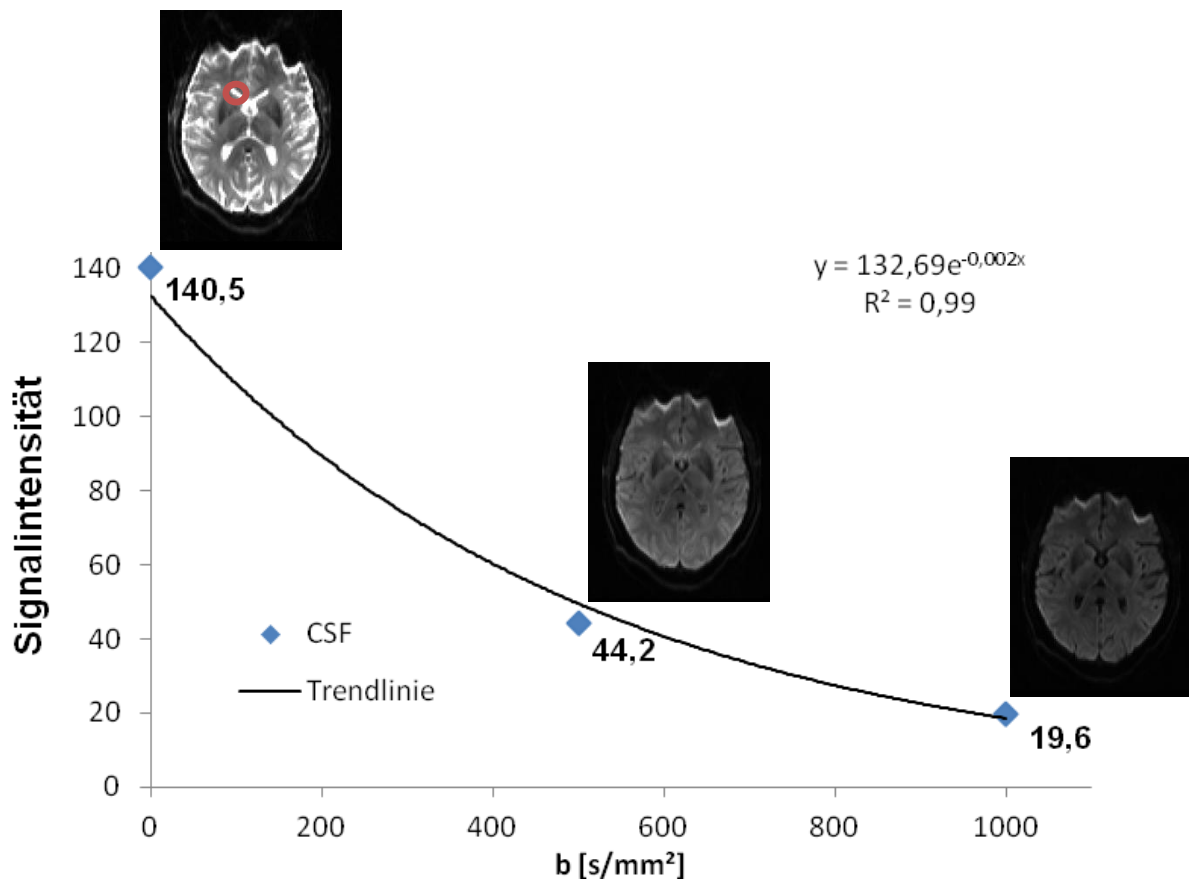 y = 132,69e^-0,002x
R² = 0,99
Signalintensität
140
120
100
80
60
40
20
0
140,5
44,2
19,6
CSF
Trendlinie
0
200
400
600
800
1000
b [s/mm²]